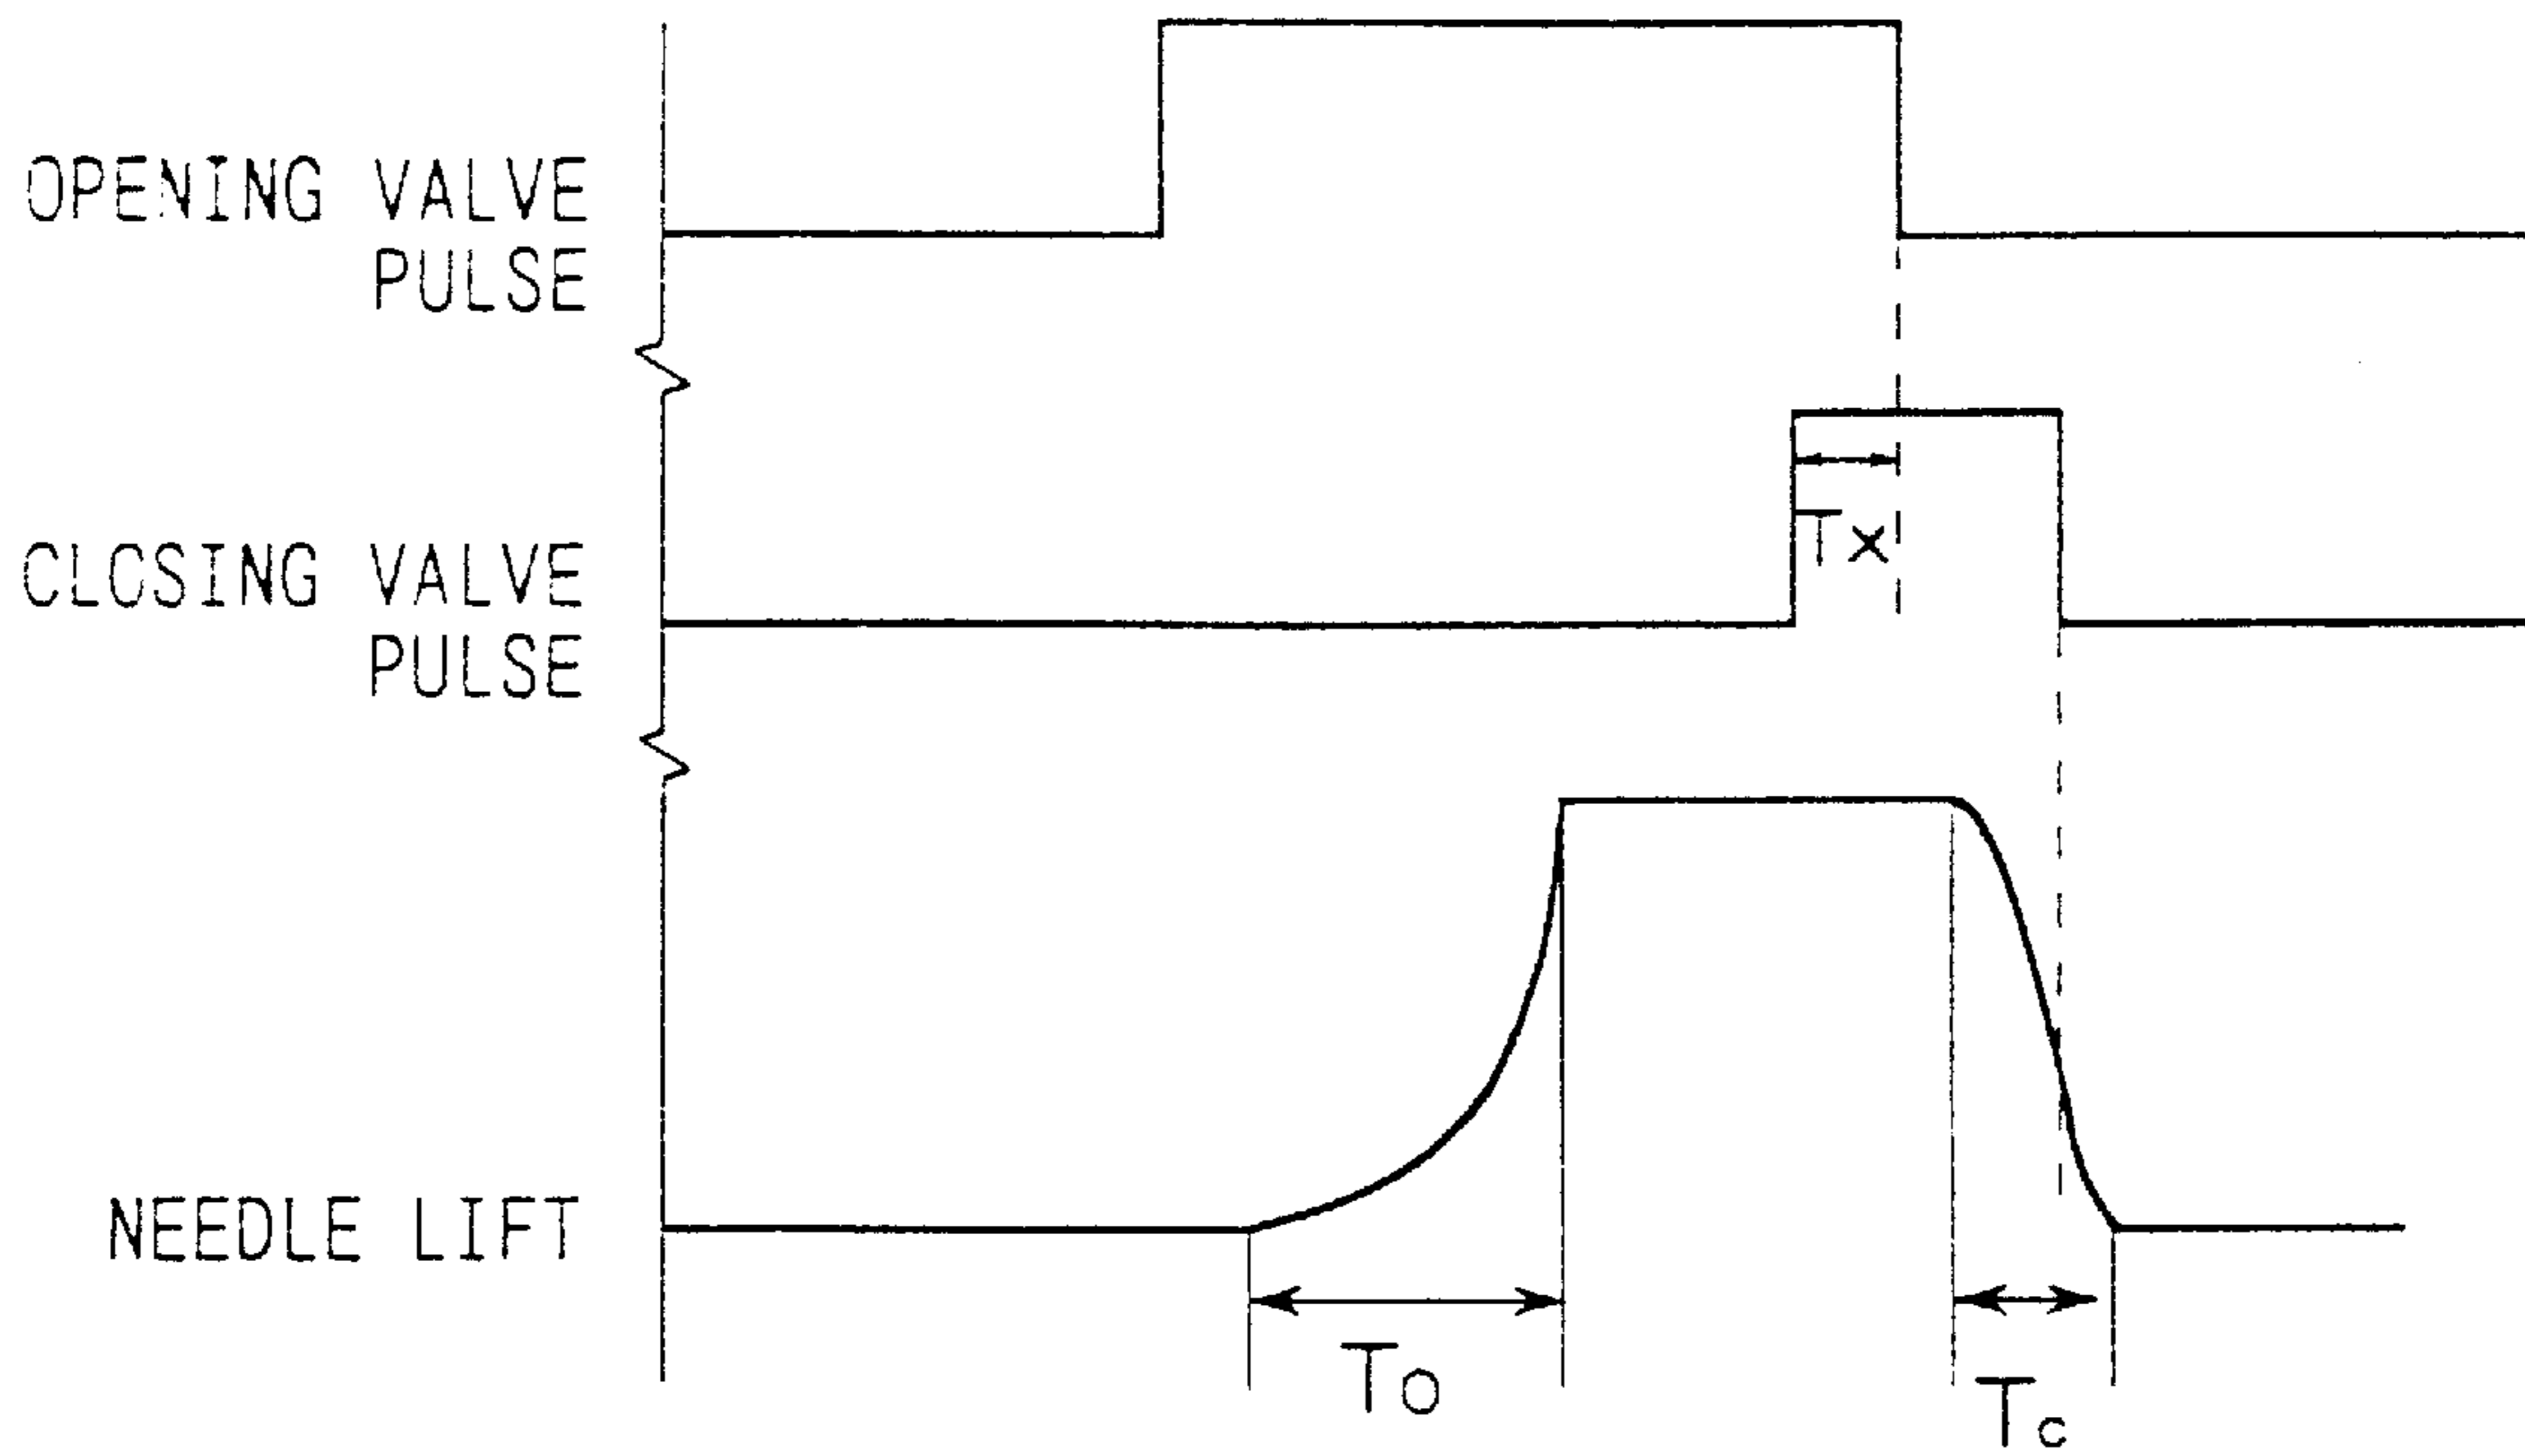 OPENING VALVE
PULSE
Tx
CLOSING VALVE
PULSE
NEEDLE LIFT
To
Tc